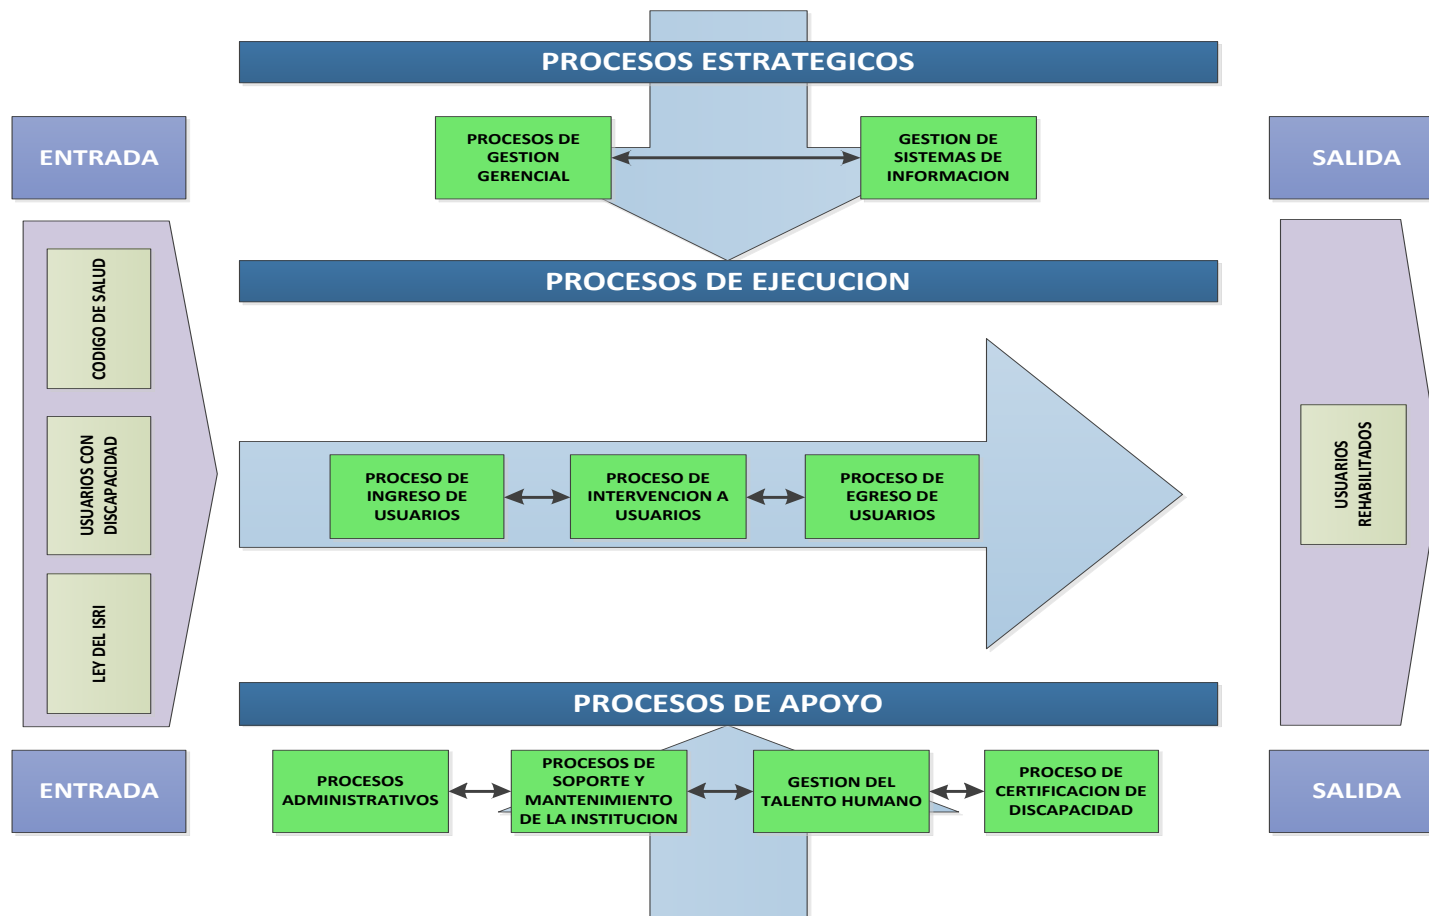 PROCESOS ESTRATEGICOS
ENTRADA
PROCESOS DE
GESTION
GERENCIAL
GESTION DE
SISTEMAS DE
INFORMACION
SALIDA
PROCESOS DE EJECUCION
CODIGO DE SALUD
USUARIOS CON
DISCAPACIDAD
LEY DEL ISRI
PROCESO DE
INGRESO DE
USUARIOS
PROCESO DE
INTERVENCION A
USUARIOS
PROCESO DE
EGRESO DE
USUARIOS
USUARIOS
REHABILITADOS
PROCESOS DE APOYO
ENTRADA
PROCESOS
ADMINISTRATIVOS
PROCESOS DE
SOPORTE Y
MANTENIMIENTO
DE LA INSTITUCION
GESTION DEL
TALENTO HUMANO
PROCESO DE
CERTIFICACION DE
DISCAPACIDAD
SALIDA